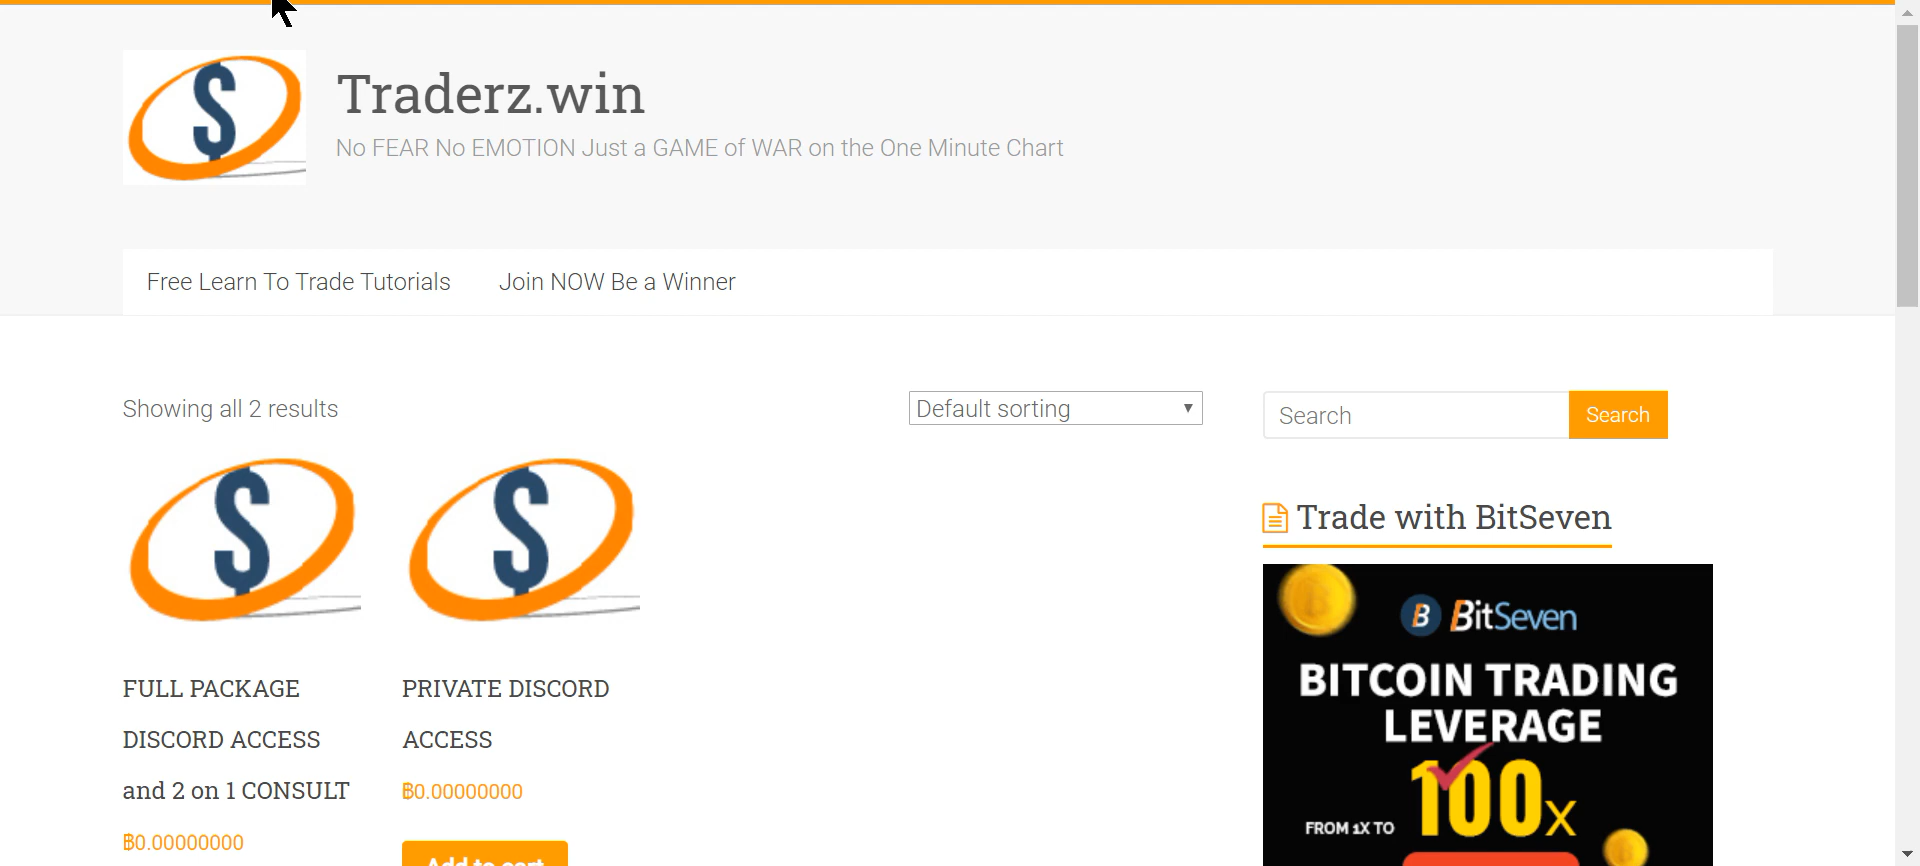 Traderz.win
No FEAR No EMOTION Just a GAME of WAR on the One Minute Chart
Free Learn To Trade Tutorials
Join NOW Be a Winner
Showing all 2 results
Default sorting
Search
Search
FULL PACKAGE
DISCORD ACCESS
and 2 on 1 CONSULT
฿0.00000000
PRIVATE DISCORD
ACCESS
฿0.00000000
Add to cart
Trade with BitSeven
BitSeven
BITCOIN TRADING
LEVERAGE
FROM 1X TO 100x